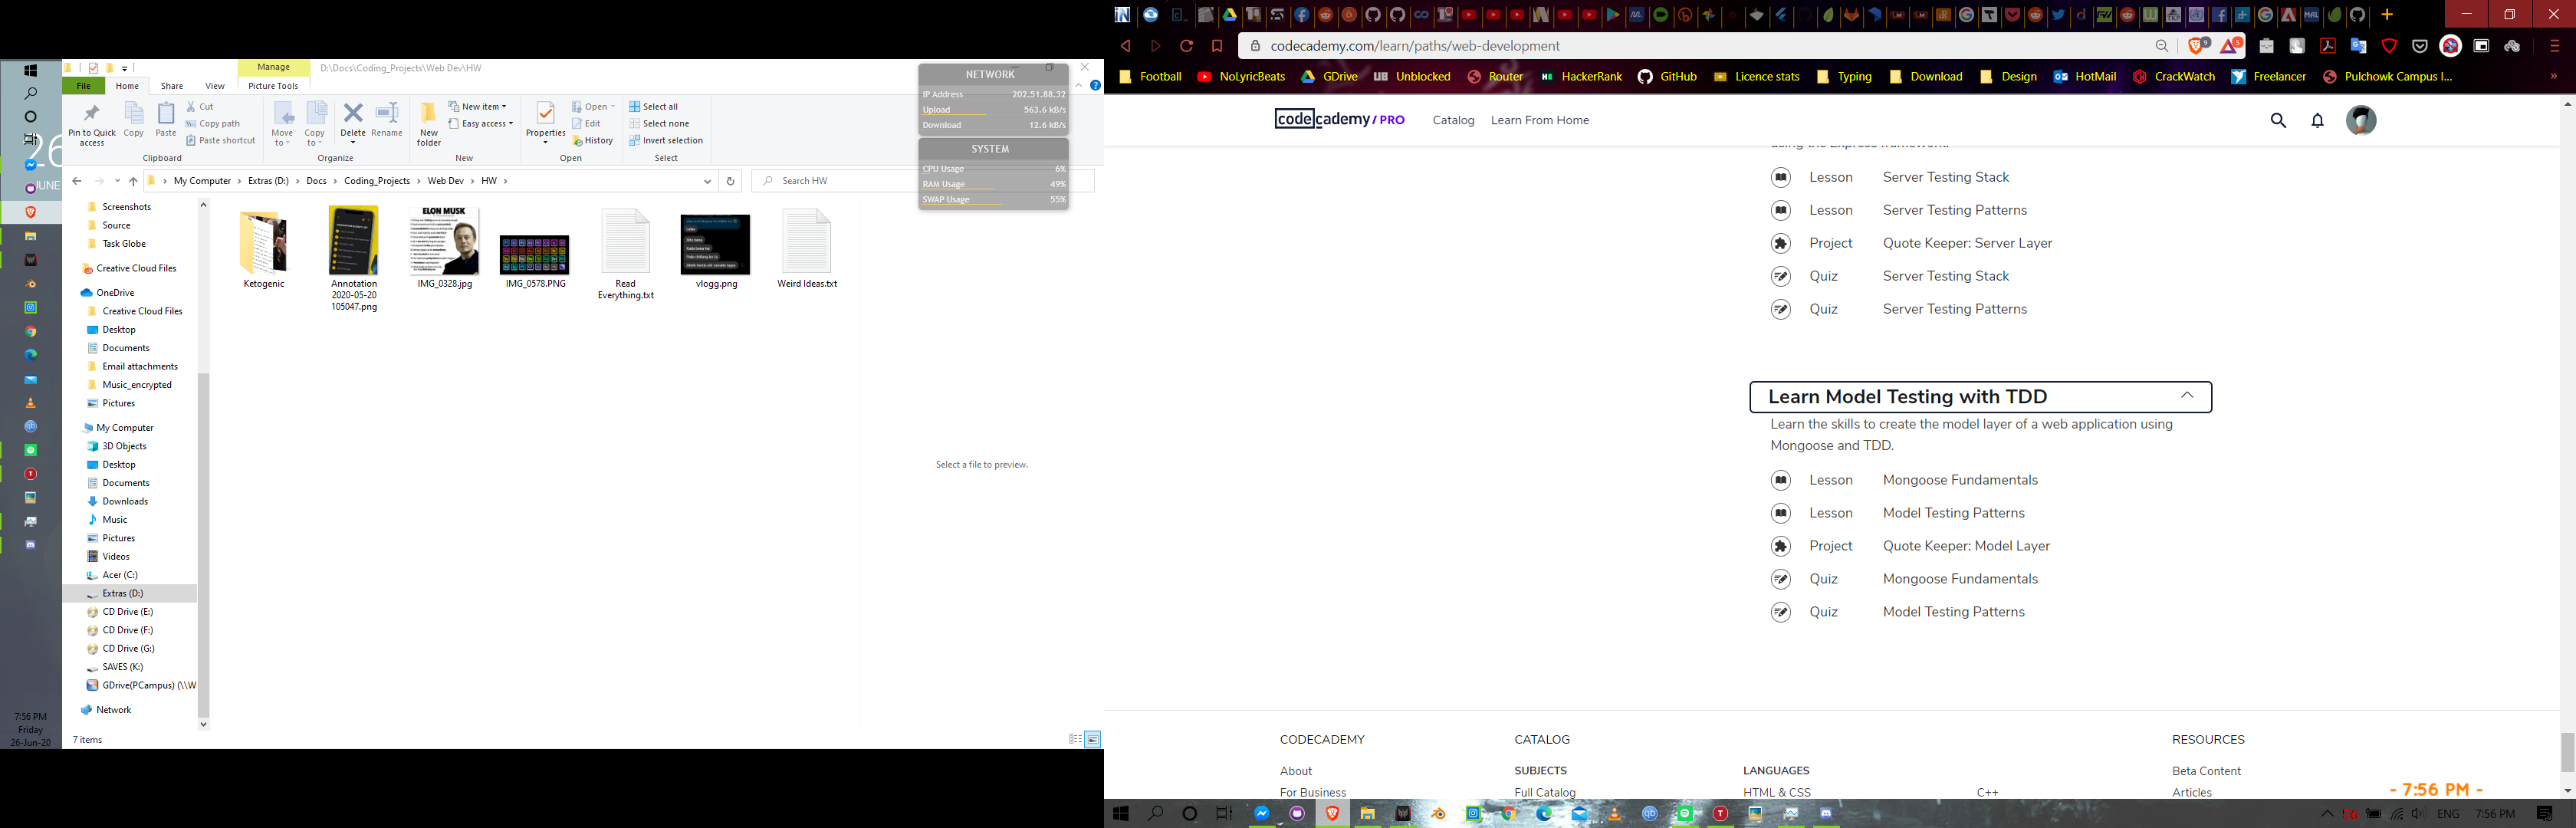 26
JUNE
7:56 PM
Friday
26-Jun-20
Manage
D:\Docs\Coding_Projects\Web Dev\HW
File
Home
Share
View
Picture Tools
Pin to Quick access
Copy
Paste
Cut
Copy path
Paste shortcut
Clipboard
Move to
Copy to
Delete
Rename
Organize
New folder
New item
Easy access
New
Properties
Open
Edit
History
Open
Select all
Select none
Invert selection
Select
NETWORK
IP Address 202.51.88.32
Upload 563.6 kB/s
Download 12.6 kB/s
SYSTEM
CPU Usage 6%
RAM Usage 49%
SWAP Usage 55%
My Computer > Extras (D:) > Docs > Coding_Projects > Web Dev > HW >
Search HW
Screenshots
Source
Task Globe
Creative Cloud Files
OneDrive
Creative Cloud Files
Desktop
Documents
Email attachments
Music_encrypted
Pictures
My Computer
3D Objects
Desktop
Documents
Downloads
Music
Pictures
Videos
Acer (C:)
Extras (D:)
CD Drive (E:)
CD Drive (F:)
CD Drive (G:)
SAVES (K:)
GDrive(PCampus) (\\W
Network
7 items
ELON MUSK
Ketogenic
Annotation
2020-05-20
105047.png
IMG_0328.jpg
IMG_0578.PNG
Read
Everything.txt
vlogg.png
Weird Ideas.txt
Select a file to preview.
codecademy.com/learn/paths/web-development
Football
NoLyricBeats
GDrive
Unblocked
Router
HackerRank
GitHub
Licence stats
Typing
Download
Design
HotMail
CrackWatch
Freelancer
Pulchowk Campus I...
codecademy / PRO
Catalog
Learn From Home
using the Express framework.
Lesson Server Testing Stack
Lesson Server Testing Patterns
Project Quote Keeper: Server Layer
Quiz Server Testing Stack
Quiz Server Testing Patterns
Learn Model Testing with TDD
Learn the skills to create the model layer of a web application using
Mongoose and TDD.
Lesson Mongoose Fundamentals
Lesson Model Testing Patterns
Project Quote Keeper: Model Layer
Quiz Mongoose Fundamentals
Quiz Model Testing Patterns
CODECADEMY
About
For Business
CATALOG
SUBJECTS
Full Catalog
LANGUAGES
HTML & CSS
C++
RESOURCES
Beta Content
Articles
- 7:56 PM -
ENG
7:56 PM